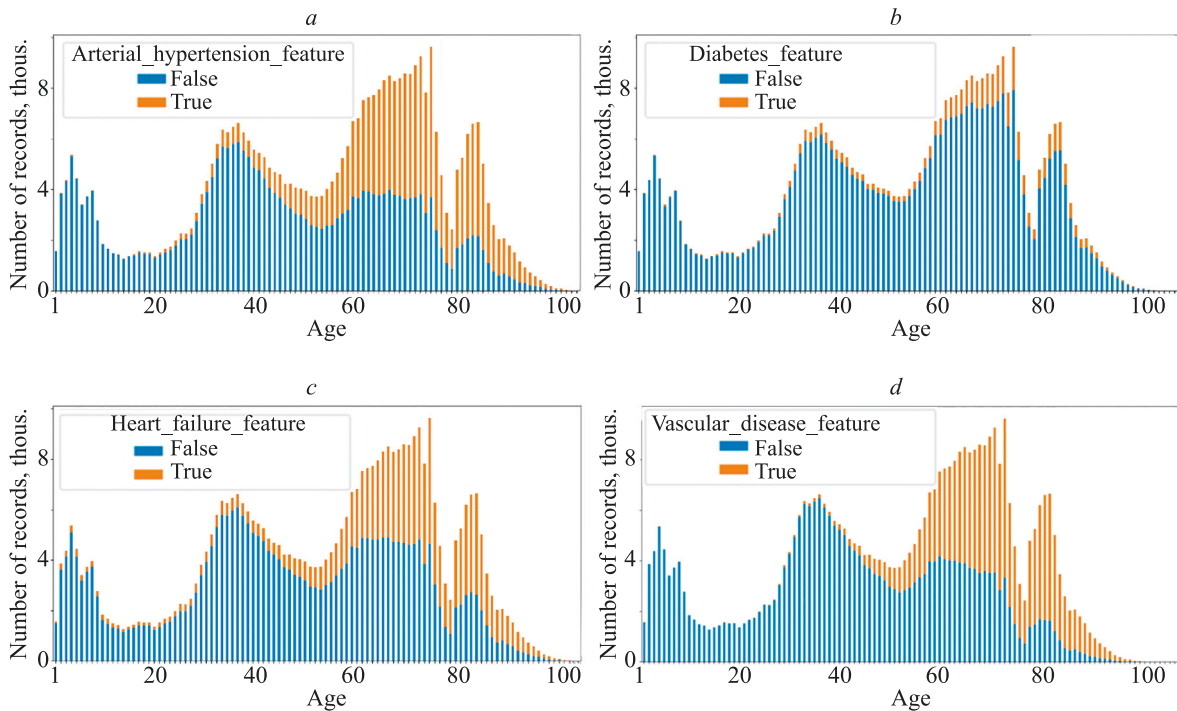 a
Number of records, thous.
Arterial_hypertension_feature
False
True
8
4
0
1 20 40 60 80 100
Age
b
Number of records, thous.
Diabetes_feature
False
True
8
4
0
1 20 40 60 80 100
Age
c
Number of records, thous.
Heart_failure_feature
False
True
8
4
0
1 20 40 60 80 100
Age
d
Number of records, thous.
Vascular_disease_feature
False
True
8
4
0
1 20 40 60 80 100
Age